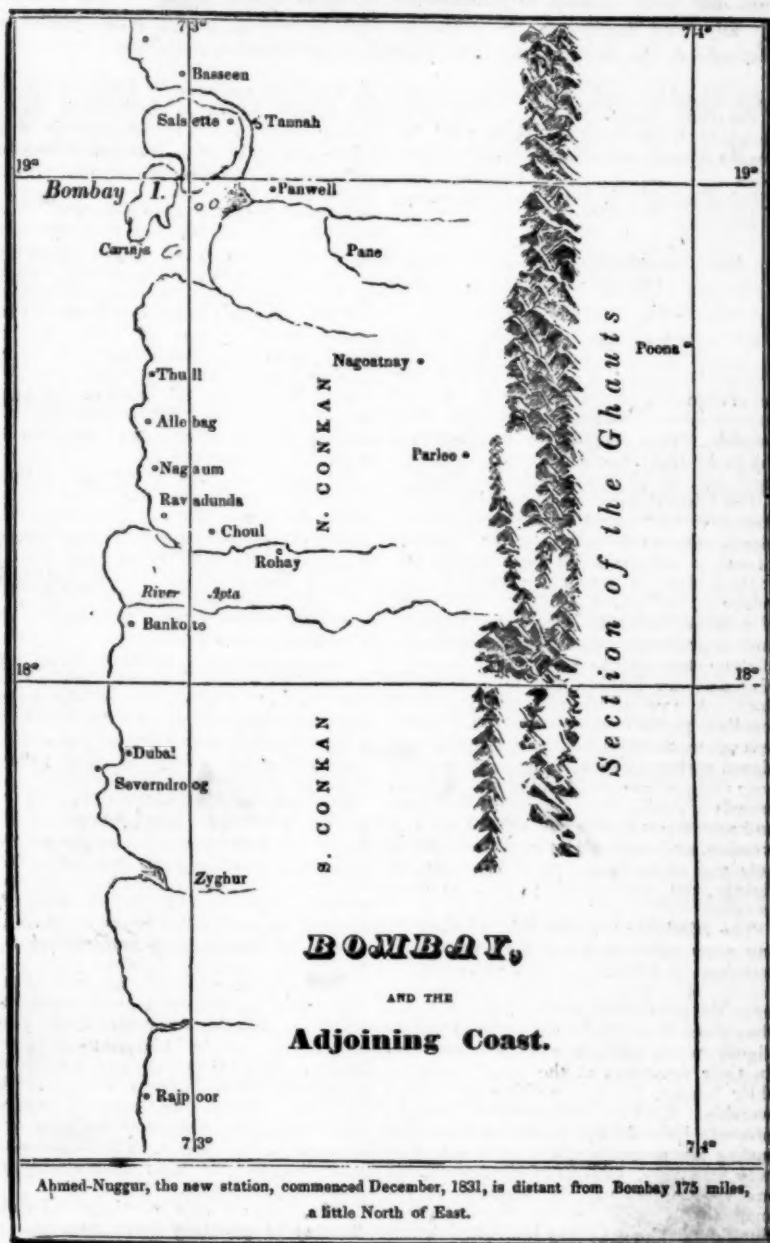 73°
74°
Basseen
Salsette
Tannah
19°
19°
Bombay I.
Panwell
Caranja
Pane
Section of the Ghauts
Poona
Nagoatnay
Thull
N. CONKAN
Allebag
Parlee
Nagaum
Ravadunda
Choul
Rohay
River Apta
Bankote
18°
18°
Dubal
S. CONKAN
Severndroog
Zyghur
BOMBAY,
AND THE
Adjoining Coast.
Rajpoor
73°
74°
Ahmed-Nuggur, the new station, commenced December, 1831, is distant from Bombay 175 miles,
a little North of East.